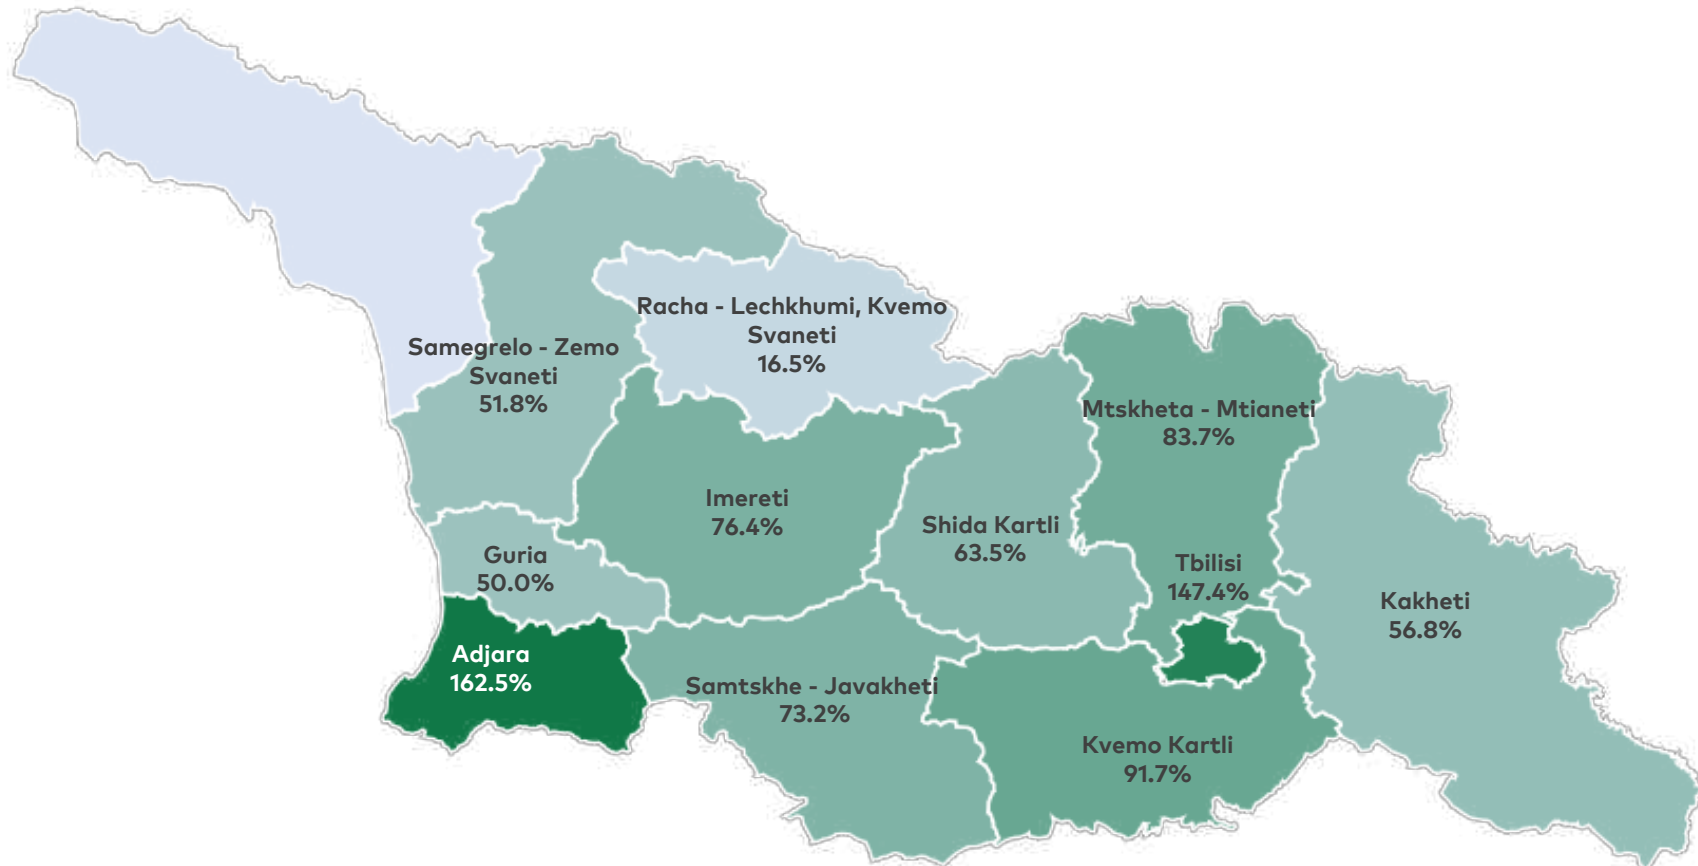 Racha - Lechkhumi, Kvemo
Svaneti
16.5%
Samegrelo - Zemo
Svaneti
51.8%
Mtskheta - Mtianeti
83.7%
Imereti
76.4%
Shida Kartli
63.5%
Guria
50.0%
Tbilisi
147.4%
Kakheti
56.8%
Adjara
162.5%
Samtskhe - Javakheti
73.2%
Kvemo Kartli
91.7%